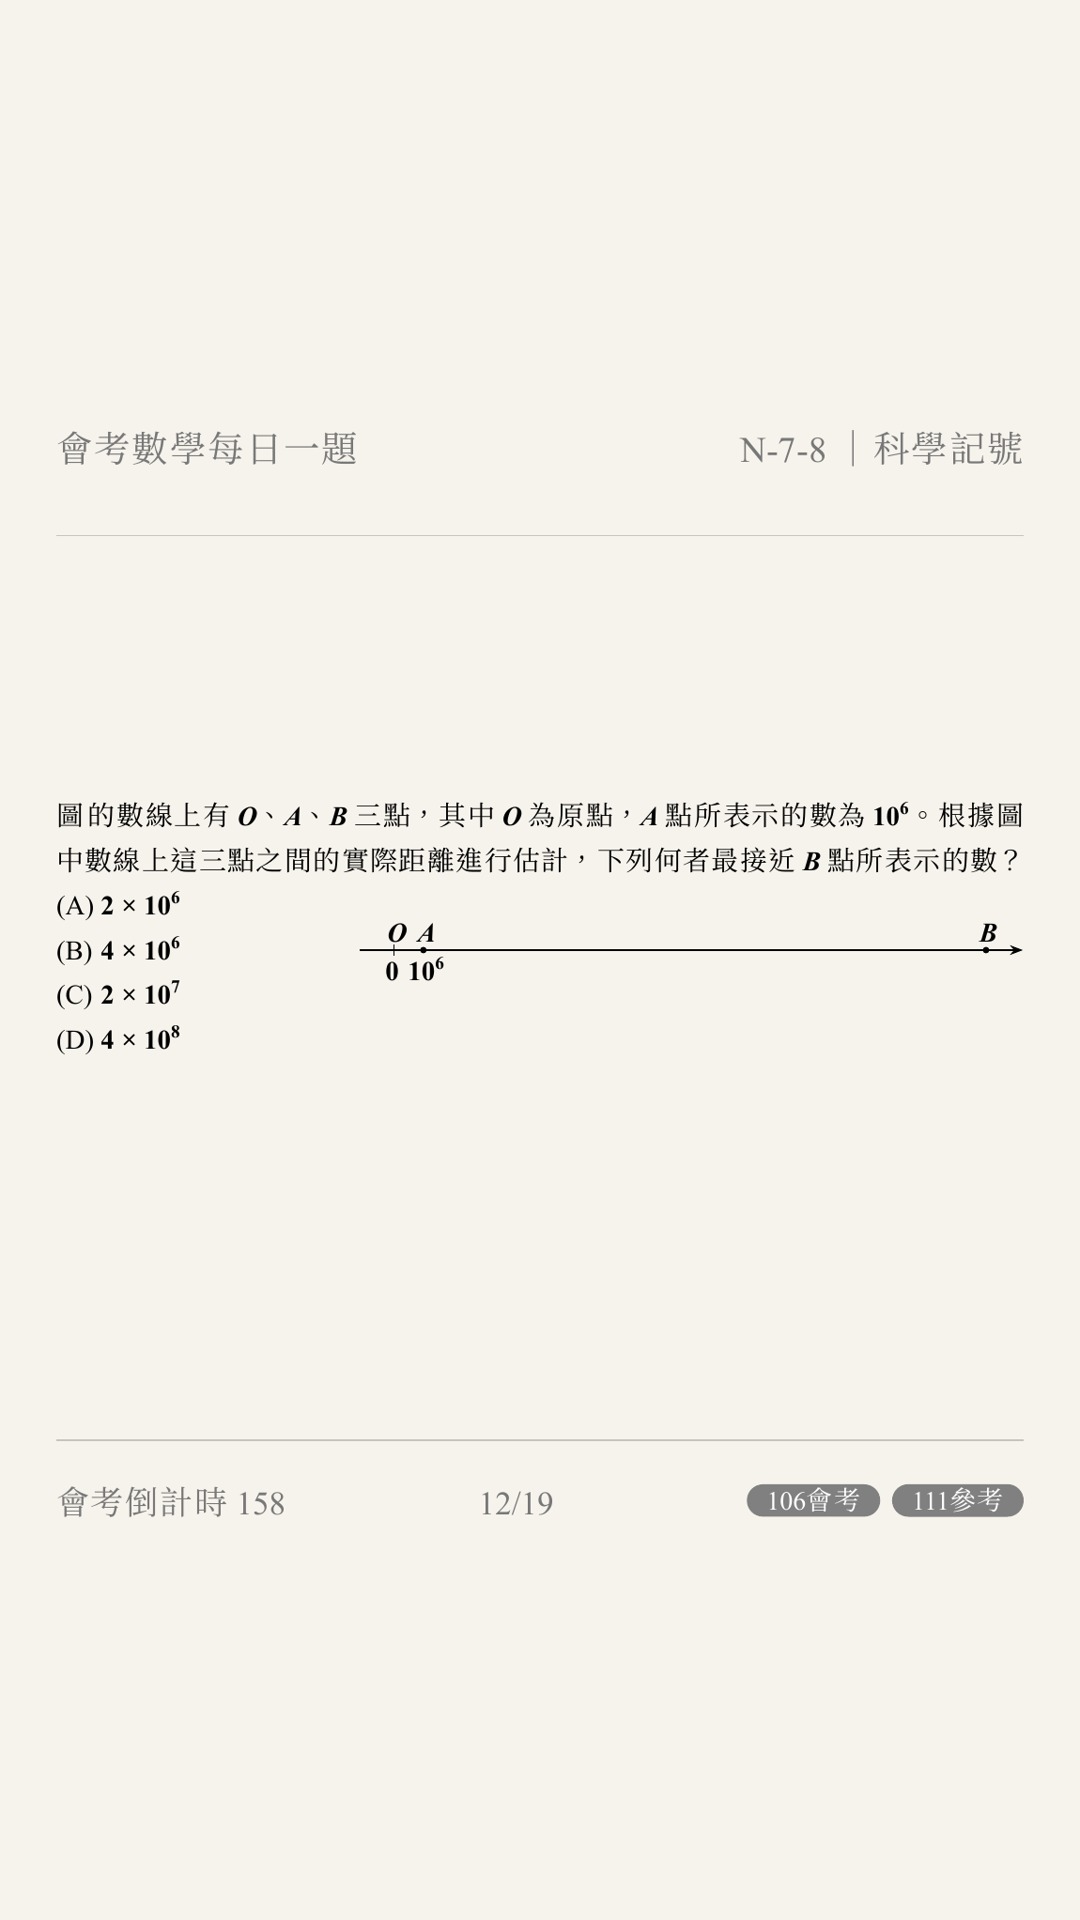 會考數學每日一題
N-7-8｜科學記號
圖的數線上有 O、A、B 三點，其中 O 為原點，A 點所表示的數為 10⁶。根據圖
中數線上這三點之間的實際距離進行估計，下列何者最接近 B 點所表示的數？
(A) 2 × 10⁶
(B) 4 × 10⁶
(C) 2 × 10⁷
(D) 4 × 10⁸
O A B
0 10⁶
會考倒計時 158
12/19
106會考 111參考